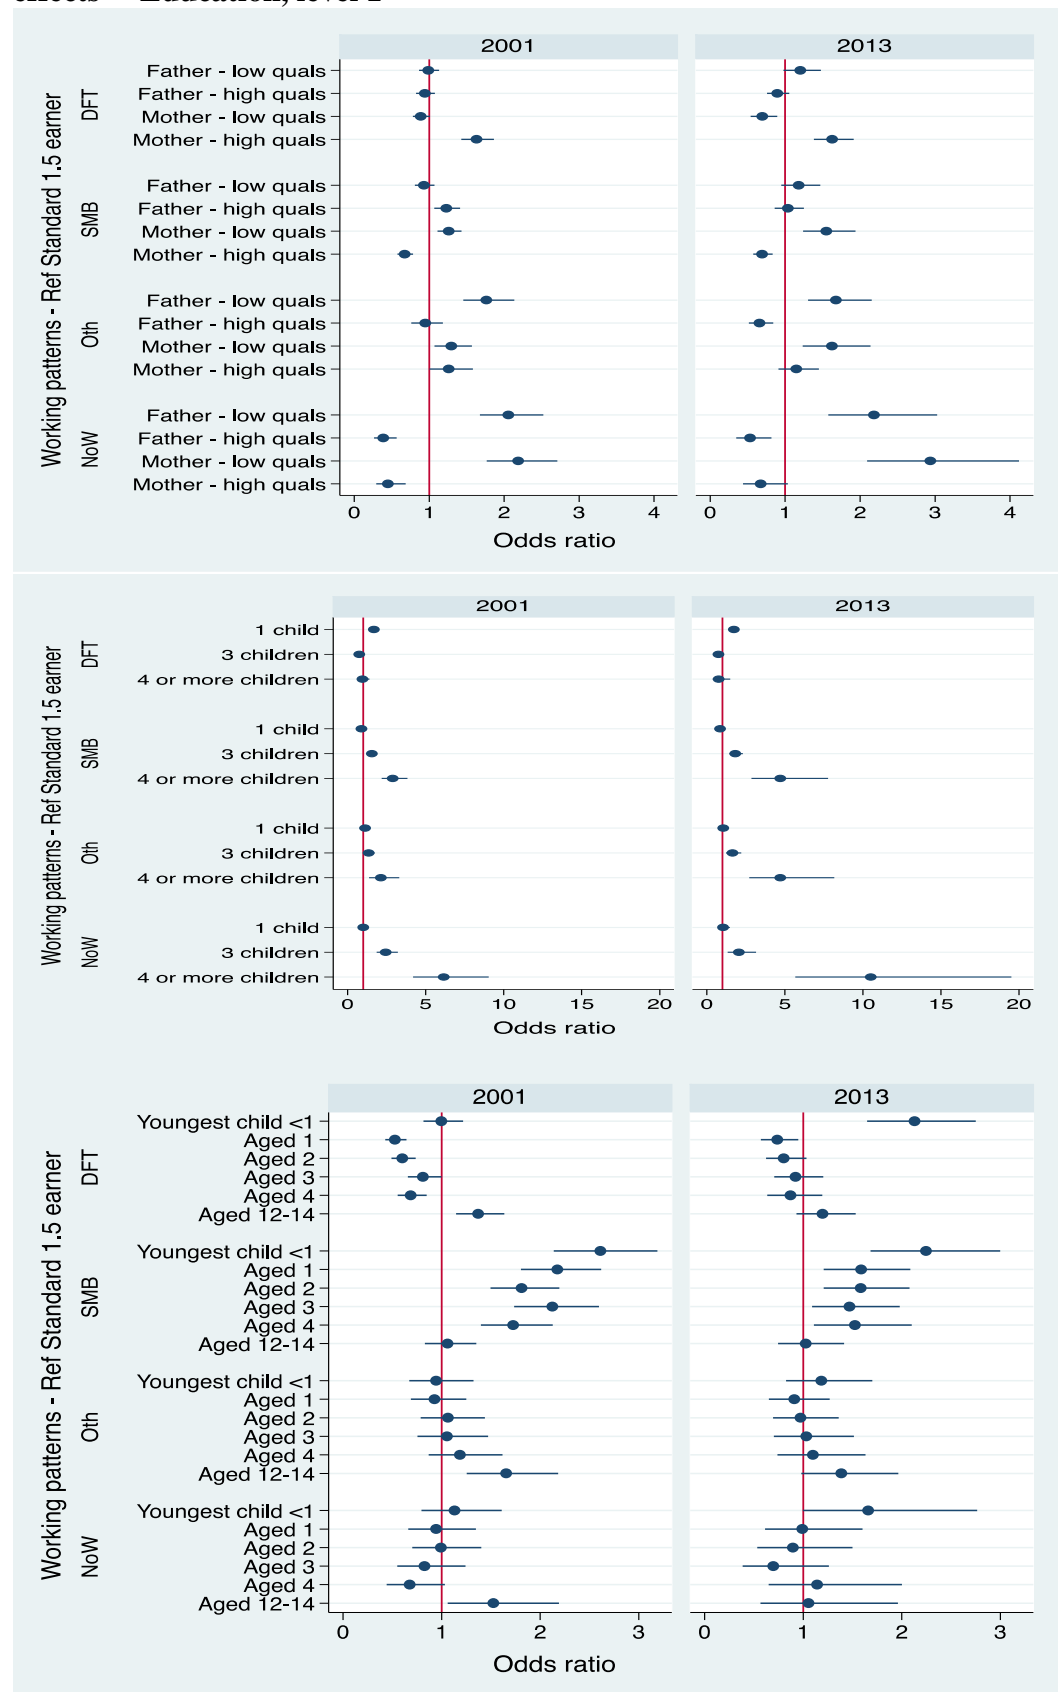 2001 2013
Working patterns - Ref Standard 1.5 earner
DFT
Father - low quals
Father - high quals
Mother - low quals
Mother - high quals
SMB
Father - low quals
Father - high quals
Mother - low quals
Mother - high quals
Oth
Father - low quals
Father - high quals
Mother - low quals
Mother - high quals
NoW
Father - low quals
Father - high quals
Mother - low quals
Mother - high quals
0 1 2 3 4 0 1 2 3 4
Odds ratio
2001 2013
Working patterns - Ref Standard 1.5 earner
DFT
1 child
3 children
4 or more children
SMB
1 child
3 children
4 or more children
Oth
1 child
3 children
4 or more children
NoW
1 child
3 children
4 or more children
0 5 10 15 20 0 5 10 15 20
Odds ratio
2001 2013
Working patterns - Ref Standard 1.5 earner
DFT
Youngest child <1
Aged 1
Aged 2
Aged 3
Aged 4
Aged 12-14
SMB
Youngest child <1
Aged 1
Aged 2
Aged 3
Aged 4
Aged 12-14
Oth
Youngest child <1
Aged 1
Aged 2
Aged 3
Aged 4
Aged 12-14
NoW
Youngest child <1
Aged 1
Aged 2
Aged 3
Aged 4
Aged 12-14
0 1 2 3 0 1 2 3
Odds ratio